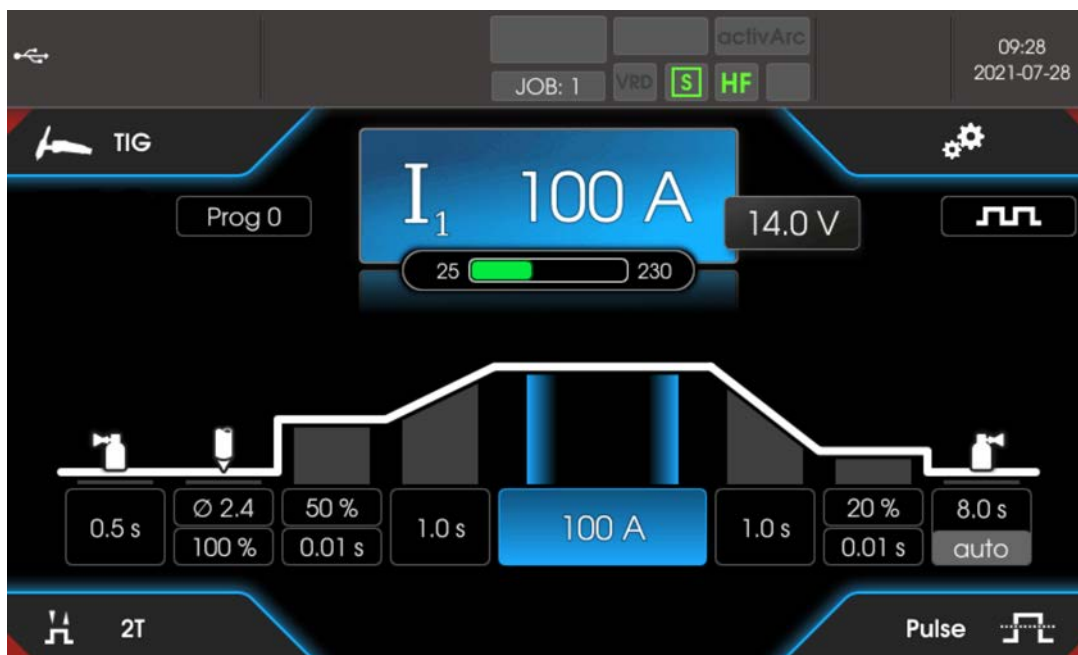 activArc
09:28
JOB: 1 VRD S HF
2021-07-28
TIG
I1 100 A
Prog 0
14.0 V
25 230
0.5 s
Ø 2.4
100 %
50 %
0.01 s
1.0 s
100 A
1.0 s
20 %
0.01 s
8.0 s
auto
2T
Pulse